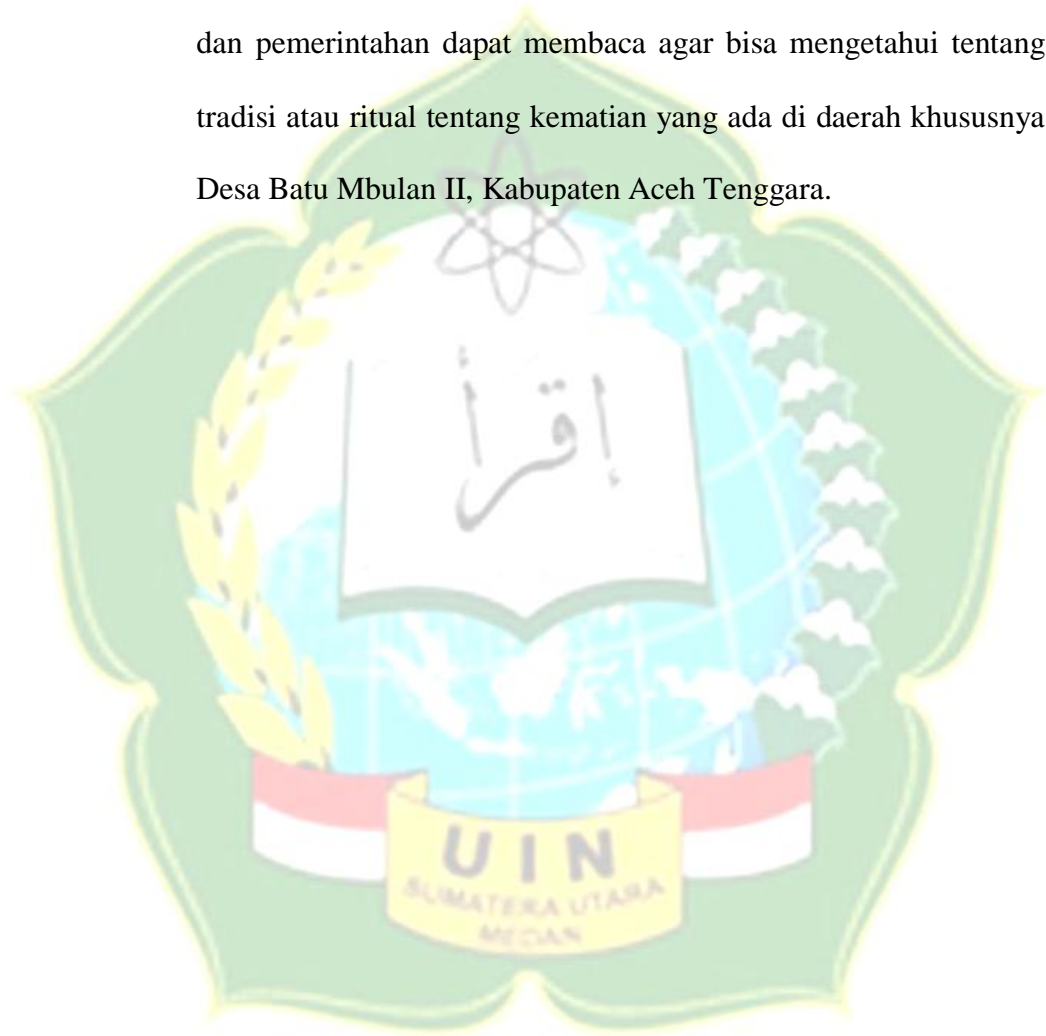 dan pemerintahan dapat membaca agar bisa mengetahui tentang
tradisi atau ritual tentang kematian yang ada di daerah khususnya
Desa Batu Mbulan II, Kabupaten Aceh Tenggara.
إقرأ
UIN
SUMATERA UTARA
MEDAN